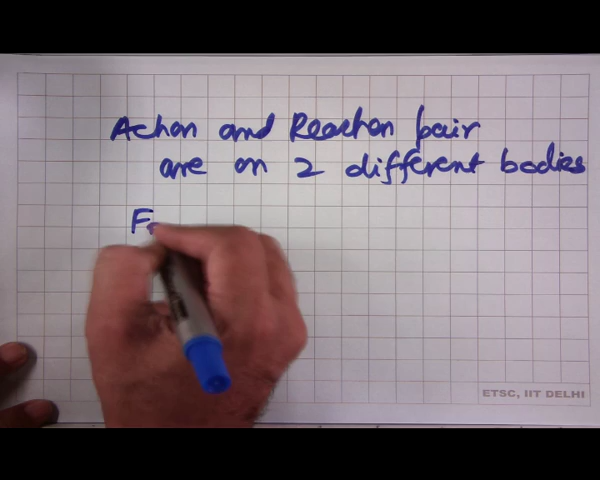 Action and Reaction pair
are on 2 different bodies
F
ETSC, IIT DELHI